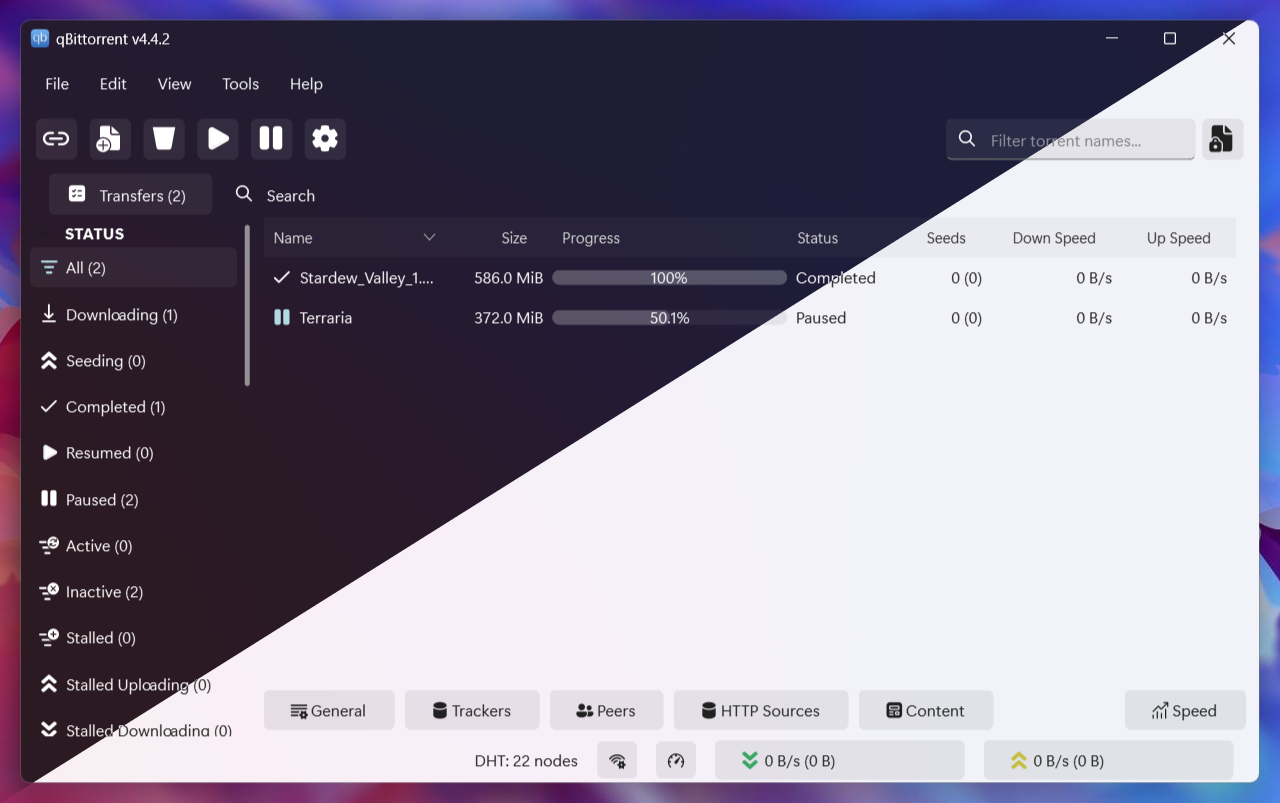 qb qBittorrent v4.4.2
File Edit View Tools Help
Filter torrent names...
Transfers (2) Search
STATUS
Name Size Progress Status Seeds Down Speed Up Speed
All (2)
Stardew_Valley_1.... 586.0 MiB 100% Completed 0 (0) 0 B/s 0 B/s
Downloading (1)
Terraria 372.0 MiB 50.1% Paused 0 (0) 0 B/s 0 B/s
Seeding (0)
Completed (1)
Resumed (0)
Paused (2)
Active (0)
Inactive (2)
Stalled (0)
Stalled Uploading (0)
Stalled Downloading (0)
General Trackers Peers HTTP Sources Content Speed
DHT: 22 nodes 0 B/s (0 B) 0 B/s (0 B)